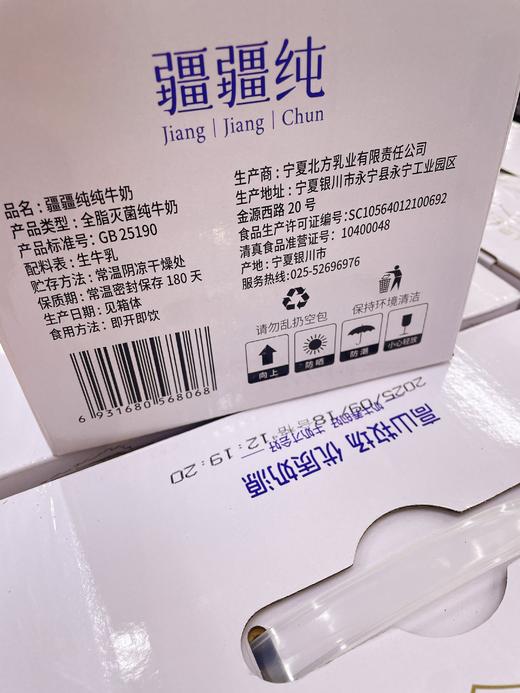 疆疆纯
Jiang | Jiang | Chun
品名：疆疆纯纯牛奶
产品类型：全脂灭菌纯牛奶
产品标准号：GB 25190
配料表：生牛乳
贮存方法：常温阴凉干燥处
保质期：常温密封保存 180 天
生产日期：见箱体
食用方法：即开即饮
6 931680 568068
生产商：宁夏北方乳业有限责任公司
生产地址：宁夏银川市永宁县永宁工业园区
金源西路 20 号
食品生产许可证编号：SC10564012100692
清真食品准营证号：10400048
产地：宁夏银川市
服务热线：025-52696976
请勿乱扔空包
保持环境清洁
向上
防晒
防潮
小心轻放
高山牧场 优质奶源
2025/09/18 合格 12:19:20